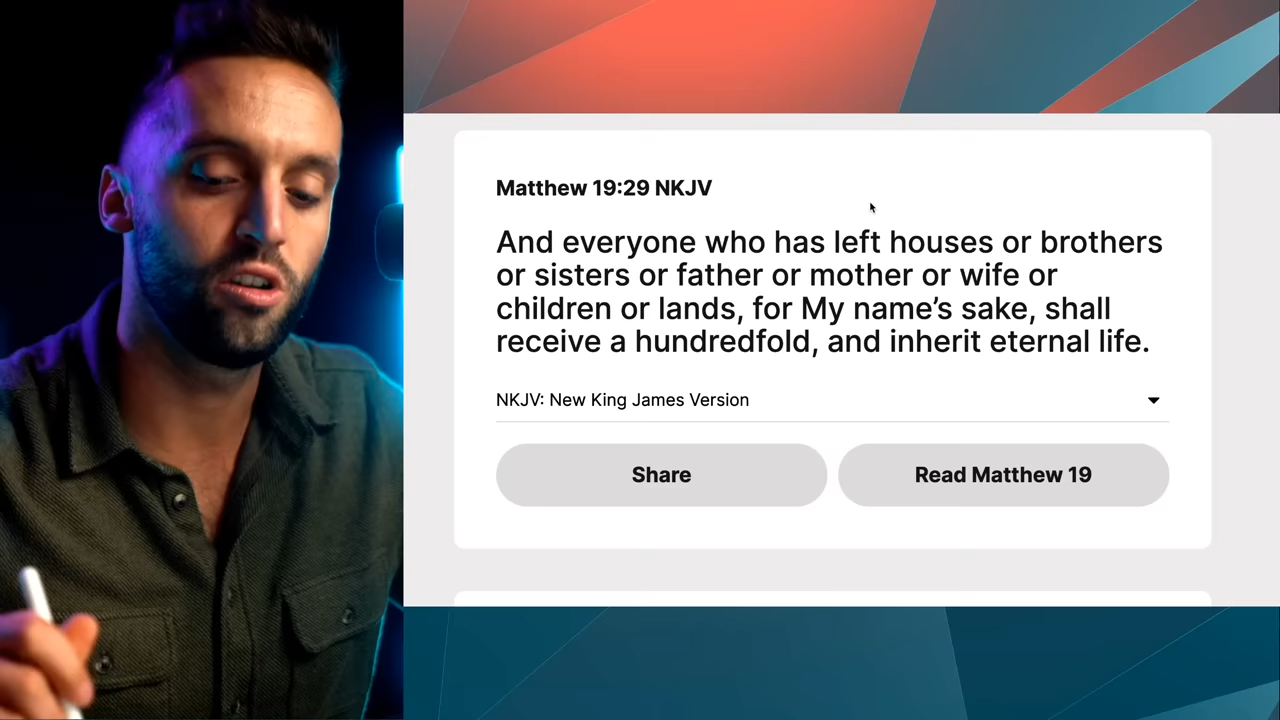 Matthew 19:29 NKJV
And everyone who has left houses or brothers
or sisters or father or mother or wife or
children or lands, for My name’s sake, shall
receive a hundredfold, and inherit eternal life.
NKJV: New King James Version
Share
Read Matthew 19